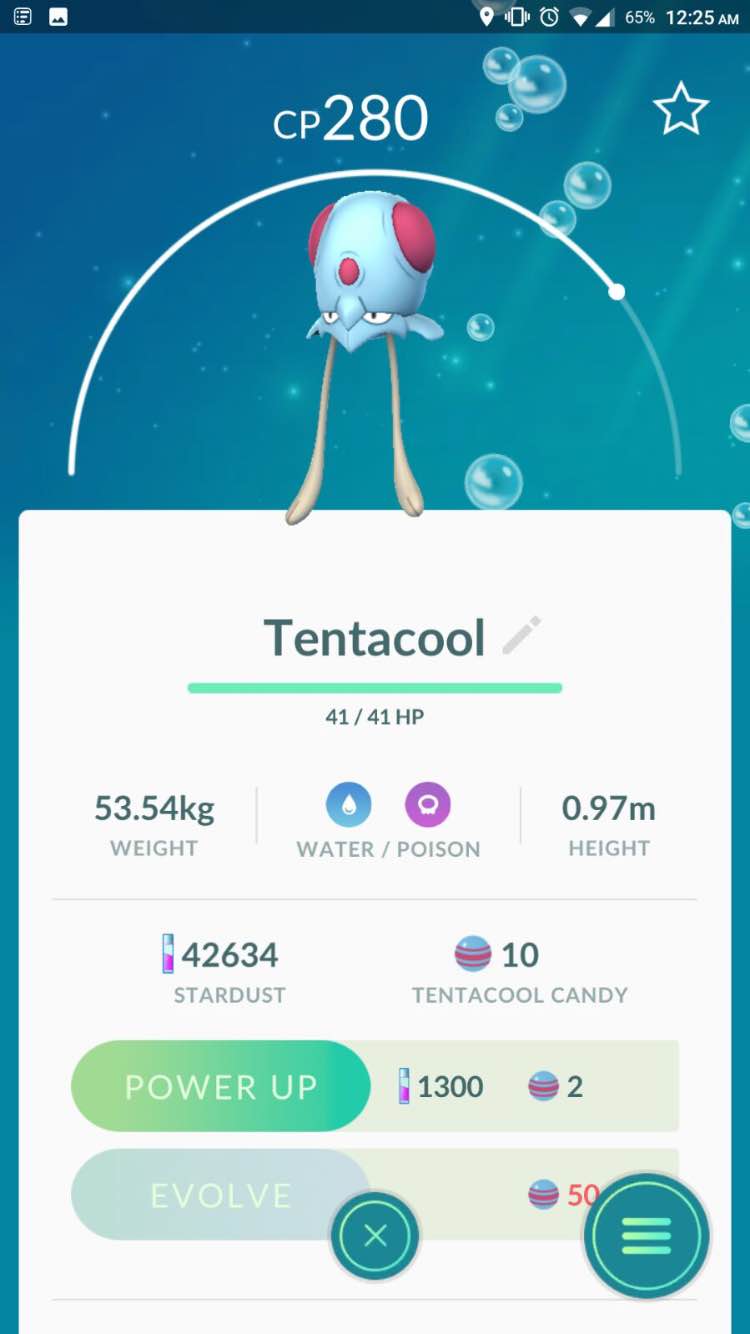 65% 12:25 AM
CP280
Tentacool
41 / 41 HP
53.54kg
WEIGHT
WATER / POISON
0.97m
HEIGHT
42634
STARDUST
10
TENTACOOL CANDY
POWER UP 1300 2
EVOLVE 50